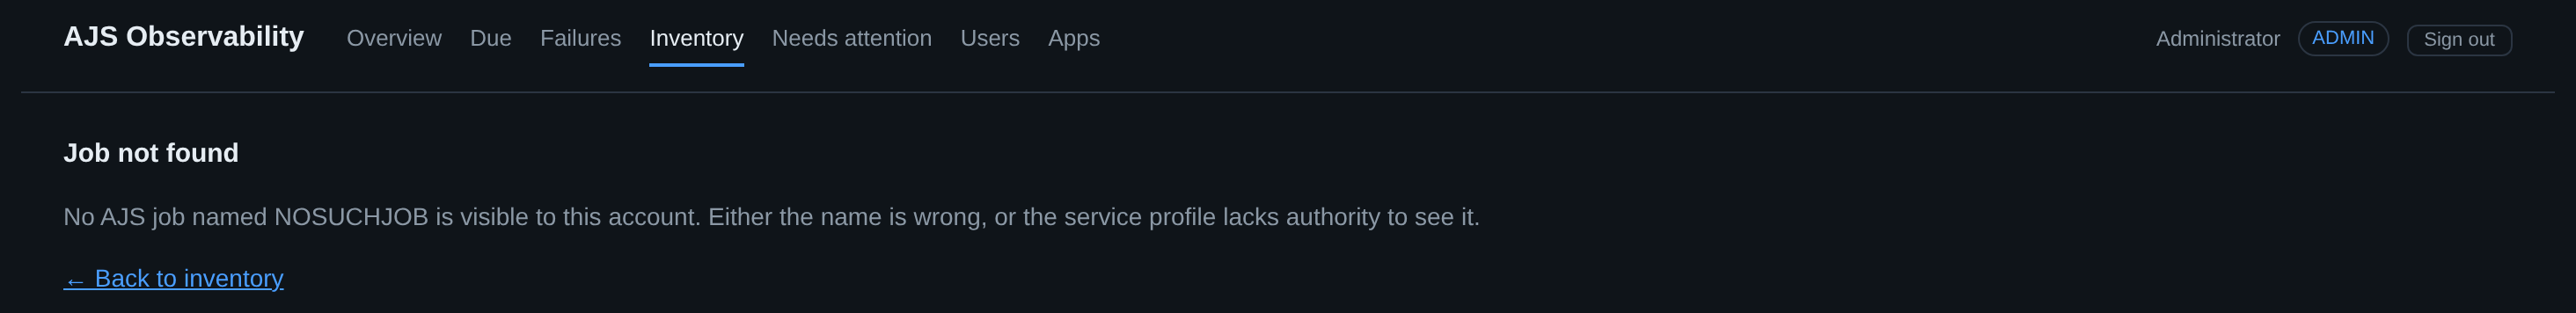 AJS Observability Overview Due Failures Inventory Needs attention Users Apps Administrator ADMIN Sign out
Job not found
No AJS job named NOSUCHJOB is visible to this account. Either the name is wrong, or the service profile lacks authority to see it.
← Back to inventory